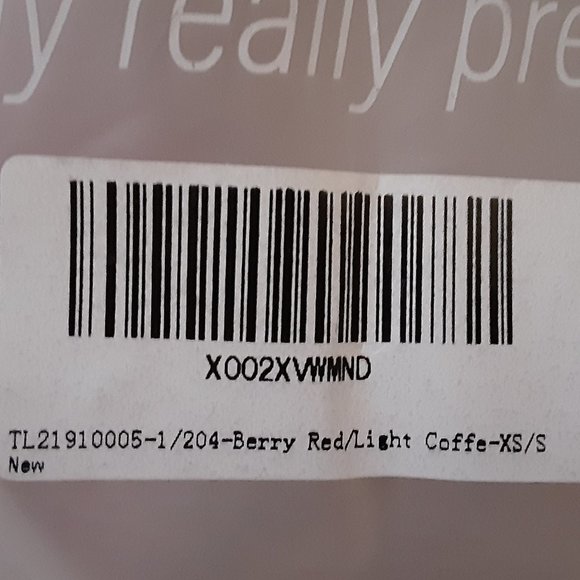 y really pre
X002XVWMND
TL21910005-1/204-Berry Red/Light Coffe-XS/S
New